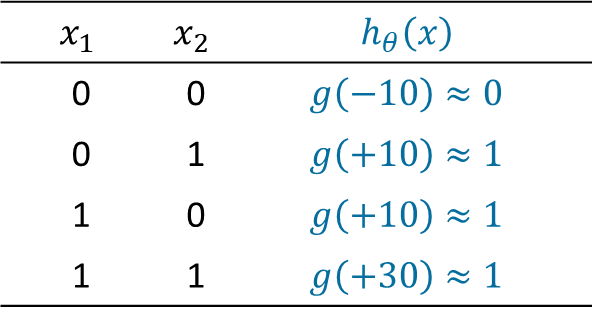 x₁ x₂ hθ(x)
0 0 g(−10) ≈ 0
0 1 g(+10) ≈ 1
1 0 g(+10) ≈ 1
1 1 g(+30) ≈ 1